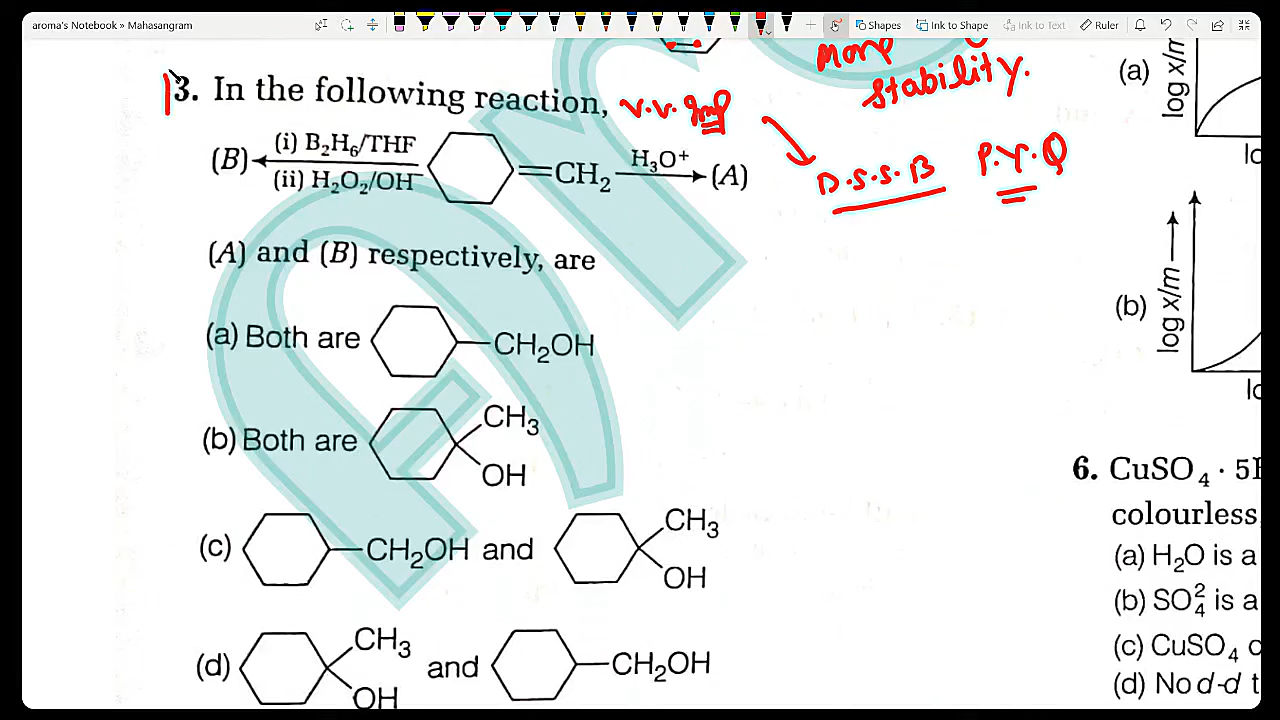 aroma's Notebook » Mahasangram
Shapes
Ink to Shape
Ink to Text
Ruler
3. In the following reaction, v.v. Imp
More
stability.
D.S.S.B P.Y.Q
(B) (i) B₂H₆/THF (ii) H₂O₂/OH =CH₂ H₃O⁺ (A)
(A) and (B) respectively, are
(a) Both are CH₂OH
(b) Both are CH₃ OH
(c) CH₂OH and CH₃ OH
(d) CH₃ OH and CH₂OH
(a) log x/m
(b) log x/m
6. CuSO₄ · 5
colourless
(a) H₂O is a
(b) SO₄² is a
(c) CuSO₄
(d) No d-d t